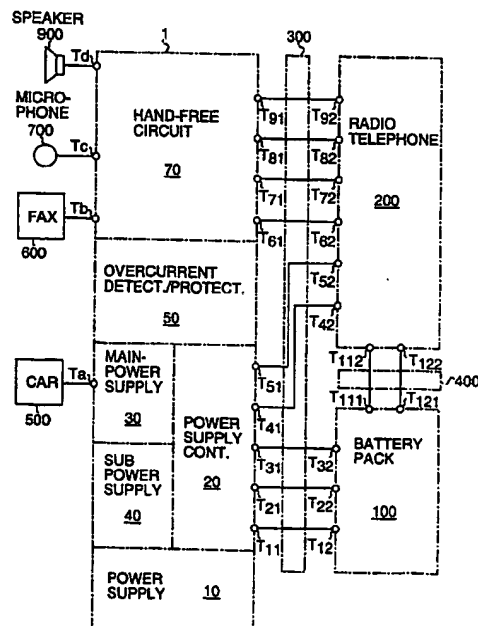 SPEAKER
900
Td
1
300
MICRO-
PHONE
700
Tc
HAND-FREE
CIRCUIT
70
T91
T92
T81
T82
T71
T72
T61
T62
RADIO
TELEPHONE
200
FAX
600
Tb
OVERCURRENT
DETECT./PROTECT.
50
T52
T42
CAR
500
Ta
MAIN-
POWER
SUPPLY
30
T51
T41
T112
T122
400
T111
T121
SUB
POWER
SUPPLY
40
POWER
SUPPLY
CONT.
20
T31
T32
T21
T22
T11
T12
BATTERY
PACK
100
POWER
SUPPLY
10